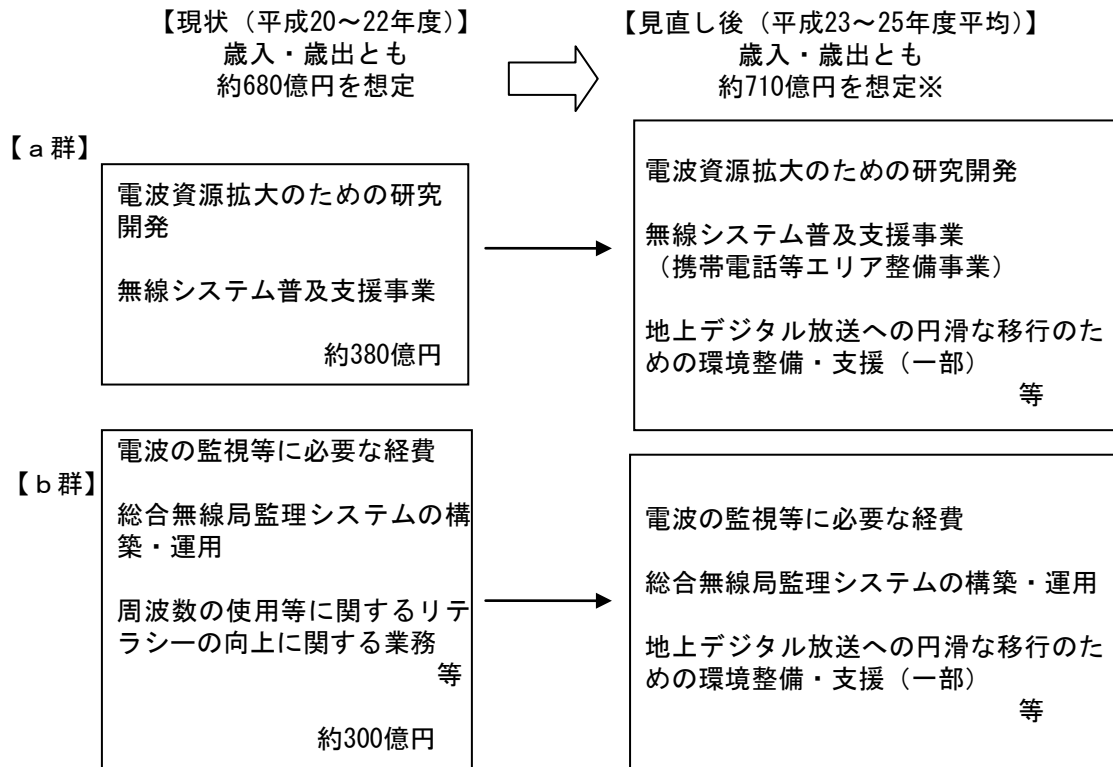 【現状（平成20～22年度）】
歳入・歳出とも
約680億円を想定
【見直し後（平成23～25年度平均）】
歳入・歳出とも
約710億円を想定※
【ａ群】
電波資源拡大のための研究
開発
無線システム普及支援事業
約380億円
電波資源拡大のための研究開発
無線システム普及支援事業
（携帯電話等エリア整備事業）
地上デジタル放送への円滑な移行のた
めの環境整備・支援（一部）
等
【ｂ群】
電波の監視等に必要な経費
総合無線局監理システムの構
築・運用
周波数の使用等に関するリテ
ラシーの向上に関する業務
等
約300億円
電波の監視等に必要な経費
総合無線局監理システムの構築・運用
地上デジタル放送への円滑な移行のた
めの環境整備・支援（一部）
等